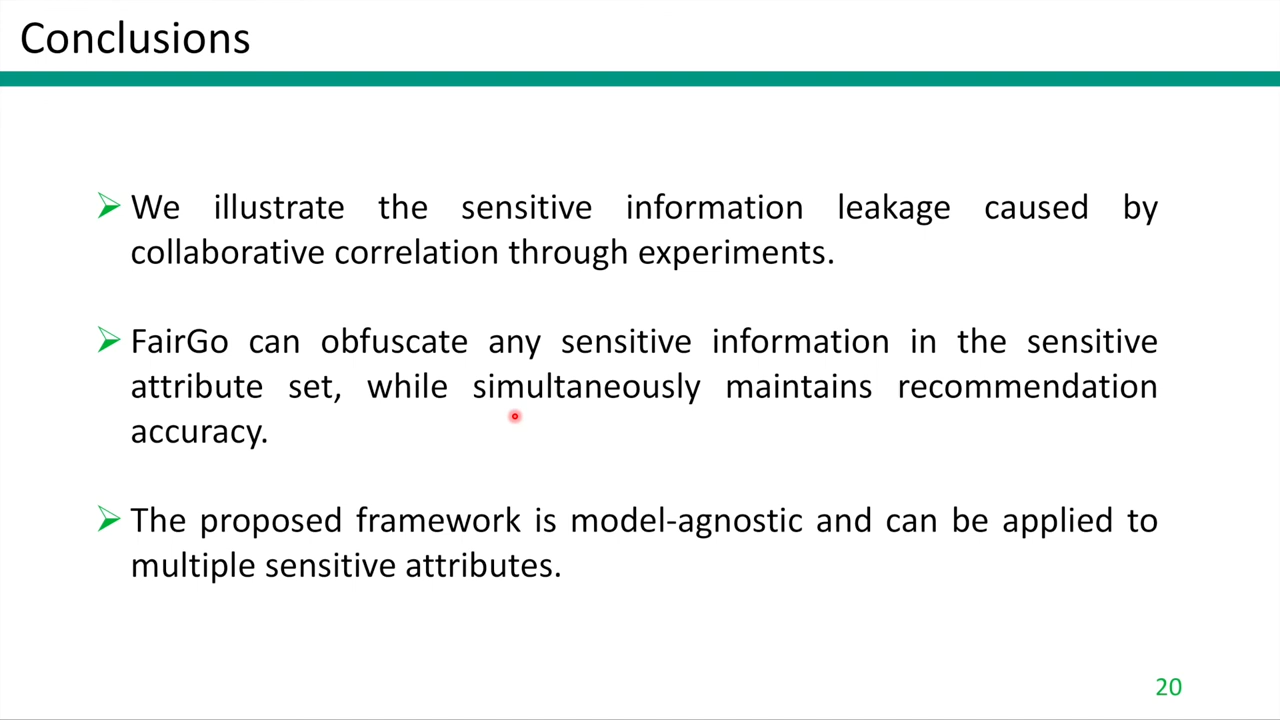 Conclusions
We illustrate the sensitive information leakage caused by
collaborative correlation through experiments.
FairGo can obfuscate any sensitive information in the sensitive
attribute set, while simultaneously maintains recommendation
accuracy.
The proposed framework is model-agnostic and can be applied to
multiple sensitive attributes.
20